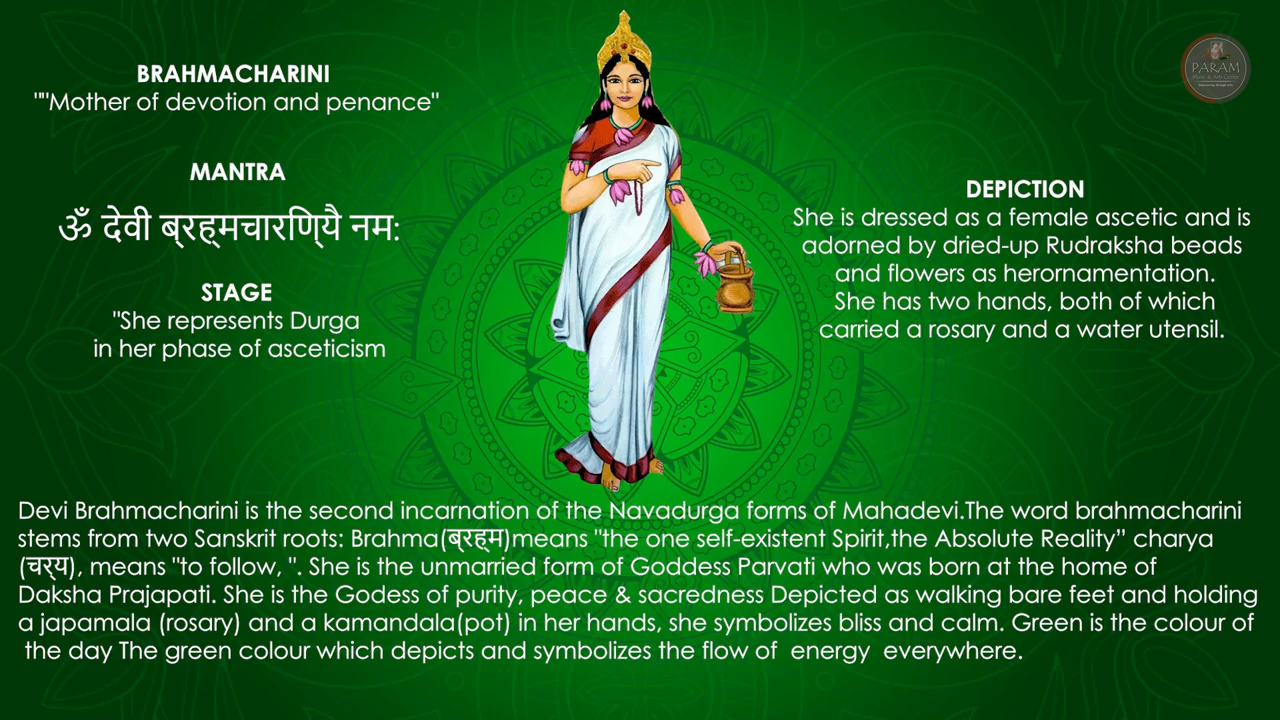 BRAHMACHARINI
""Mother of devotion and penance"
MANTRA
ॐ देवी ब्रह्मचारिण्यै नम:
STAGE
"She represents Durga
in her phase of asceticism
PARAM
Music & Arts Centre
DEPICTION
She is dressed as a female ascetic and is
adorned by dried-up Rudraksha beads
and flowers as herornamentation.
She has two hands, both of which
carried a rosary and a water utensil.
Devi Brahmacharini is the second incarnation of the Navadurga forms of Mahadevi.The word brahmacharini
stems from two Sanskrit roots: Brahma(ब्रह्म)means "the one self-existent Spirit,the Absolute Reality” charya
(चर्य), means "to follow, ". She is the unmarried form of Goddess Parvati who was born at the home of
Daksha Prajapati. She is the Godess of purity, peace & sacredness Depicted as walking bare feet and holding
a japamala (rosary) and a kamandala(pot) in her hands, she symbolizes bliss and calm. Green is the colour of
the day The green colour which depicts and symbolizes the flow of  energy  everywhere.